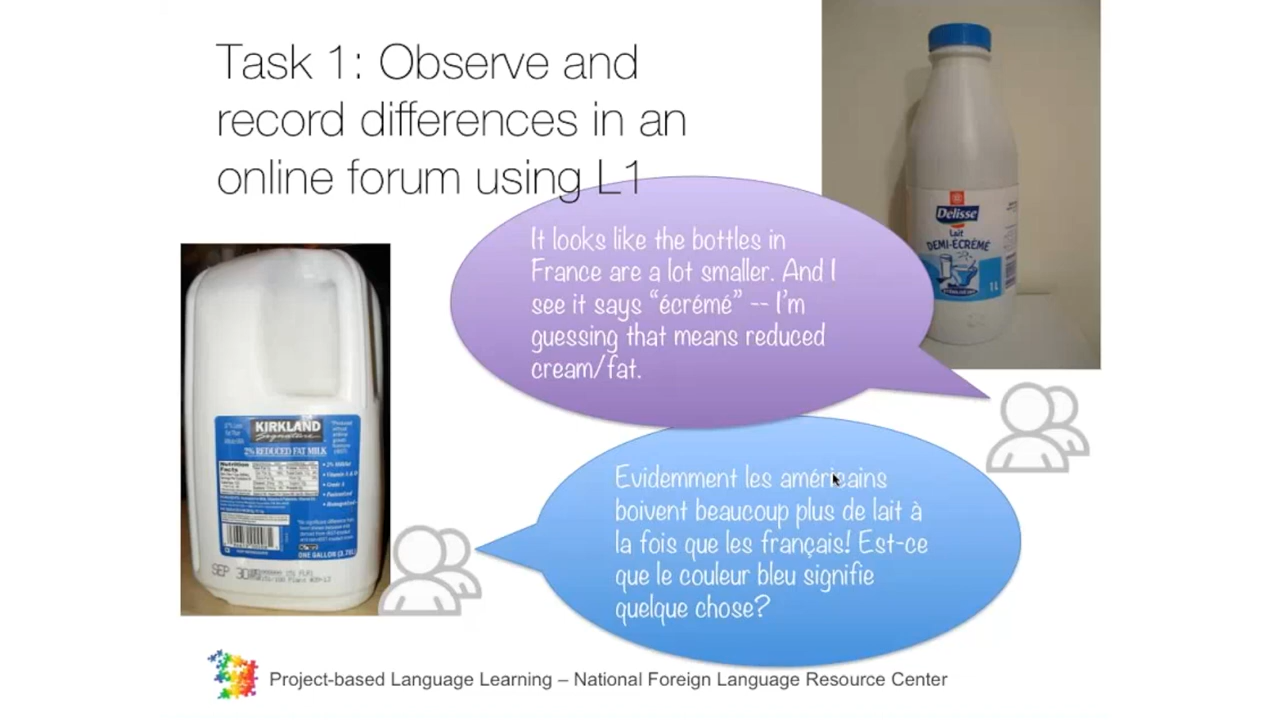 Task 1: Observe and
record differences in an
online forum using L1
Delisse
Lait
DEMI-ÉCRÉMÉ
1L
It looks like the bottles in
France are a lot smaller. And I
see it says “écrémé” -- I’m
guessing that means reduced
cream/fat.
KIRKLAND
Signature
2% REDUCED FAT MILK
Nutrition
Facts
ONE GALLON (3.78L)
SEP 30
Evidemment les américains
boivent beaucoup plus de lait à
la fois que les français! Est-ce
que le couleur bleu signifie
quelque chose?
Project-based Language Learning – National Foreign Language Resource Center